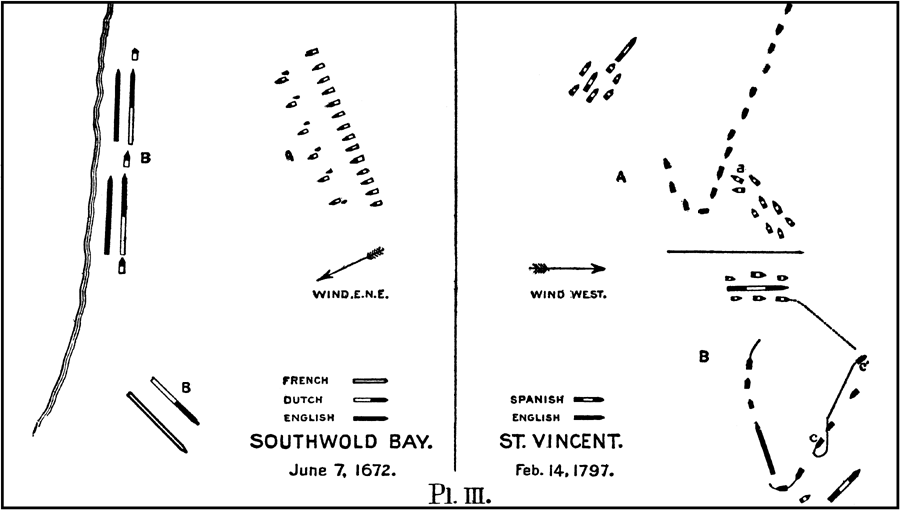 B
B
WIND.E.N.E.
FRENCH
DUTCH
ENGLISH
SOUTHWOLD BAY.
June 7, 1672.
A
a
WIND WEST.
B
c'
c
SPANISH
ENGLISH
ST. VINCENT.
Feb. 14, 1797.
Pl. III.